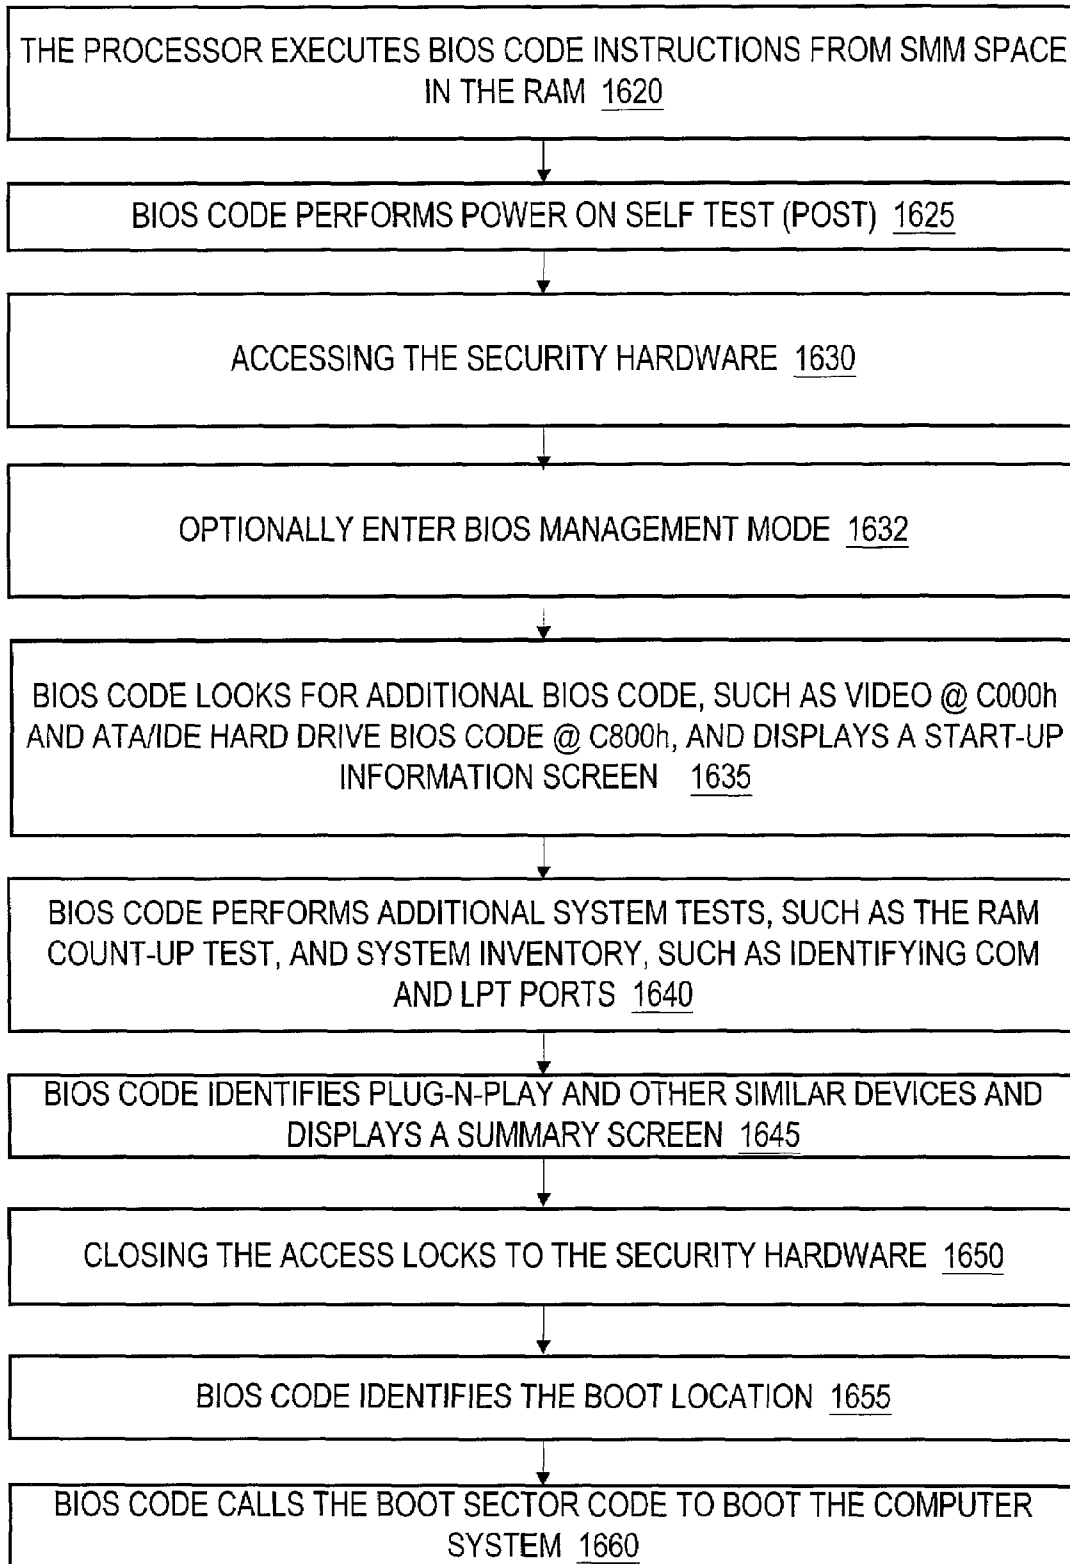 THE PROCESSOR EXECUTES BIOS CODE INSTRUCTIONS FROM SMM SPACE
IN THE RAM 1620
BIOS CODE PERFORMS POWER ON SELF TEST (POST) 1625
ACCESSING THE SECURITY HARDWARE 1630
OPTIONALLY ENTER BIOS MANAGEMENT MODE 1632
BIOS CODE LOOKS FOR ADDITIONAL BIOS CODE, SUCH AS VIDEO @ C000h
AND ATA/IDE HARD DRIVE BIOS CODE @ C800h, AND DISPLAYS A START-UP
INFORMATION SCREEN 1635
BIOS CODE PERFORMS ADDITIONAL SYSTEM TESTS, SUCH AS THE RAM
COUNT-UP TEST, AND SYSTEM INVENTORY, SUCH AS IDENTIFYING COM
AND LPT PORTS 1640
BIOS CODE IDENTIFIES PLUG-N-PLAY AND OTHER SIMILAR DEVICES AND
DISPLAYS A SUMMARY SCREEN 1645
CLOSING THE ACCESS LOCKS TO THE SECURITY HARDWARE 1650
BIOS CODE IDENTIFIES THE BOOT LOCATION 1655
BIOS CODE CALLS THE BOOT SECTOR CODE TO BOOT THE COMPUTER
SYSTEM 1660